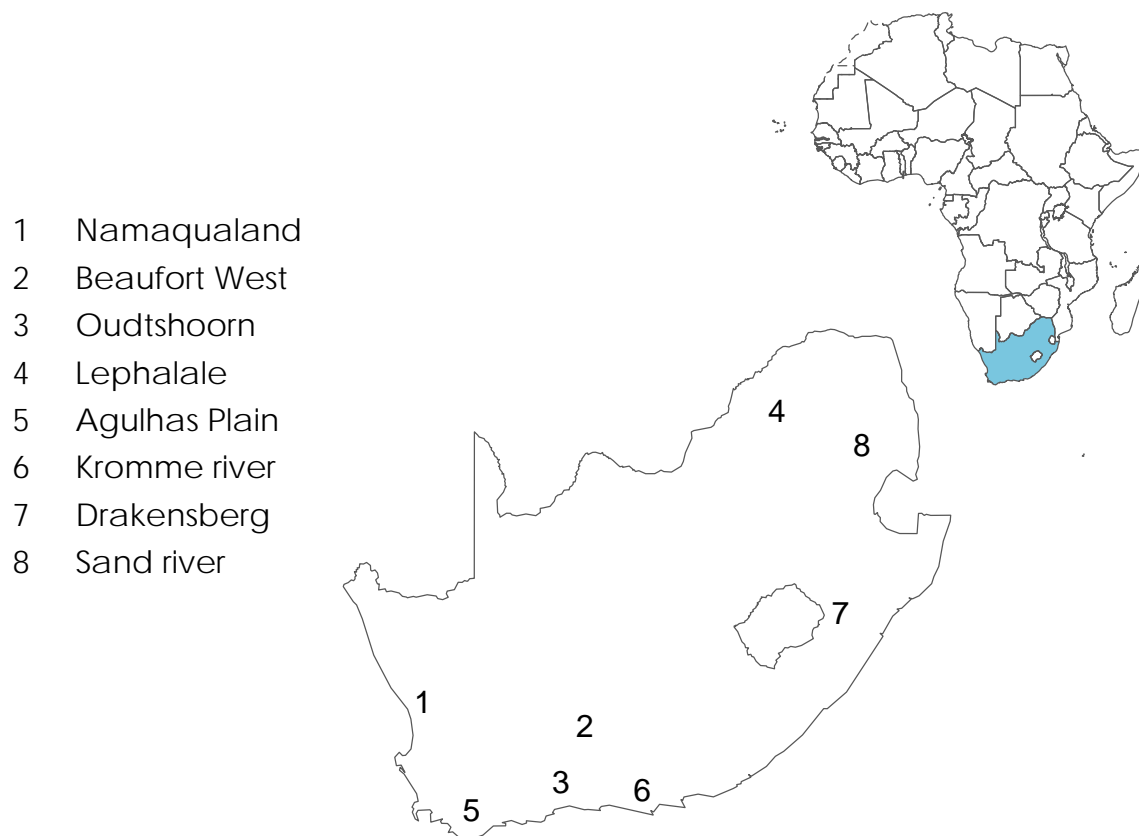 1 Namaqualand
2 Beaufort West
3 Oudtshoorn
4 Lephalale
5 Agulhas Plain
6 Kromme river
7 Drakensberg
8 Sand river
4
8
7
1
2
3
6
5